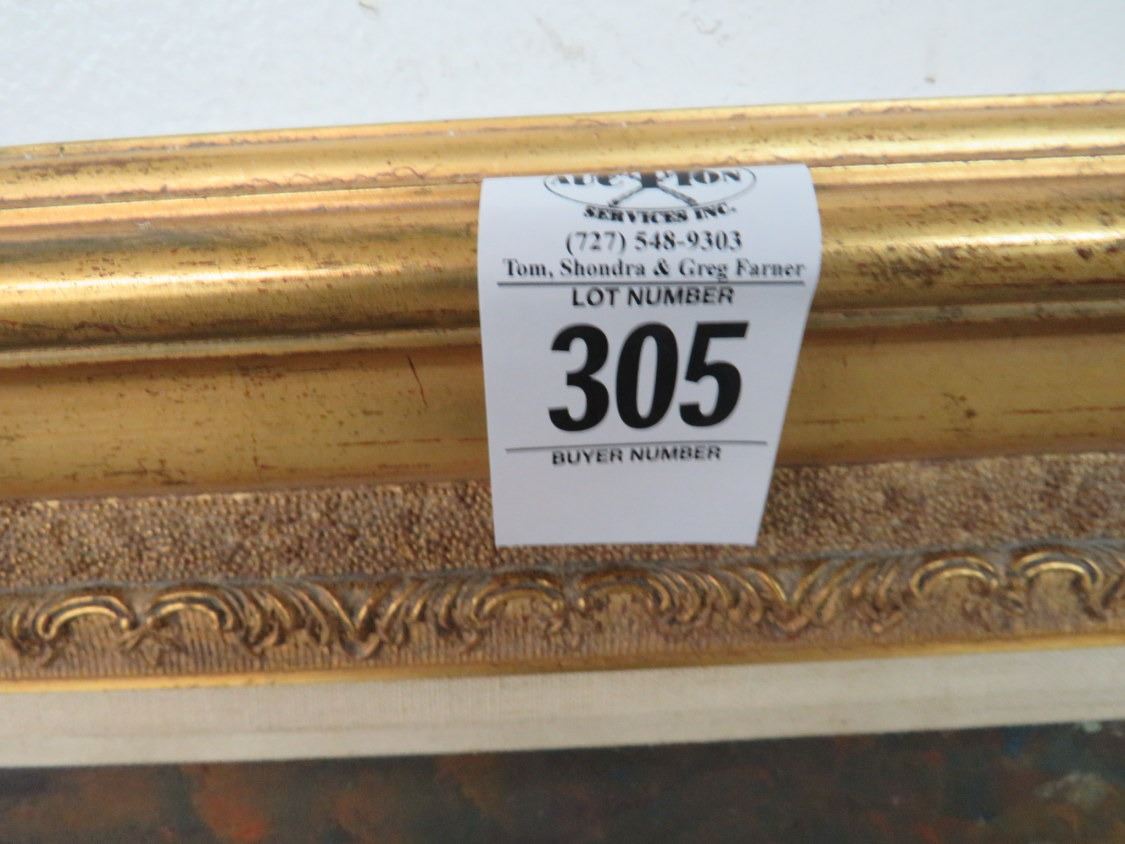 AUCTION
SERVICES INC.
(727) 548-9303
Tom, Shondra & Greg Farner
LOT NUMBER
305
BUYER NUMBER